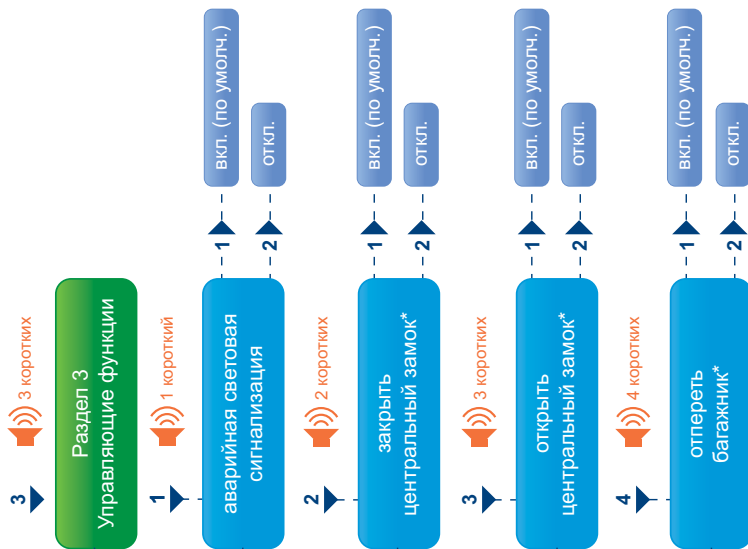 3
3 коротких
Раздел 3
Управляющие функции
1
1 короткий
аварийная световая
сигнализация
1
вкл. (по умолч.)
2
откл.
2
2 коротких
закрыть
центральный замок*
1
вкл. (по умолч.)
2
откл.
3
3 коротких
открыть
центральный замок*
1
вкл. (по умолч.)
2
откл.
4
4 коротких
отпереть
багажник*
1
вкл. (по умолч.)
2
откл.